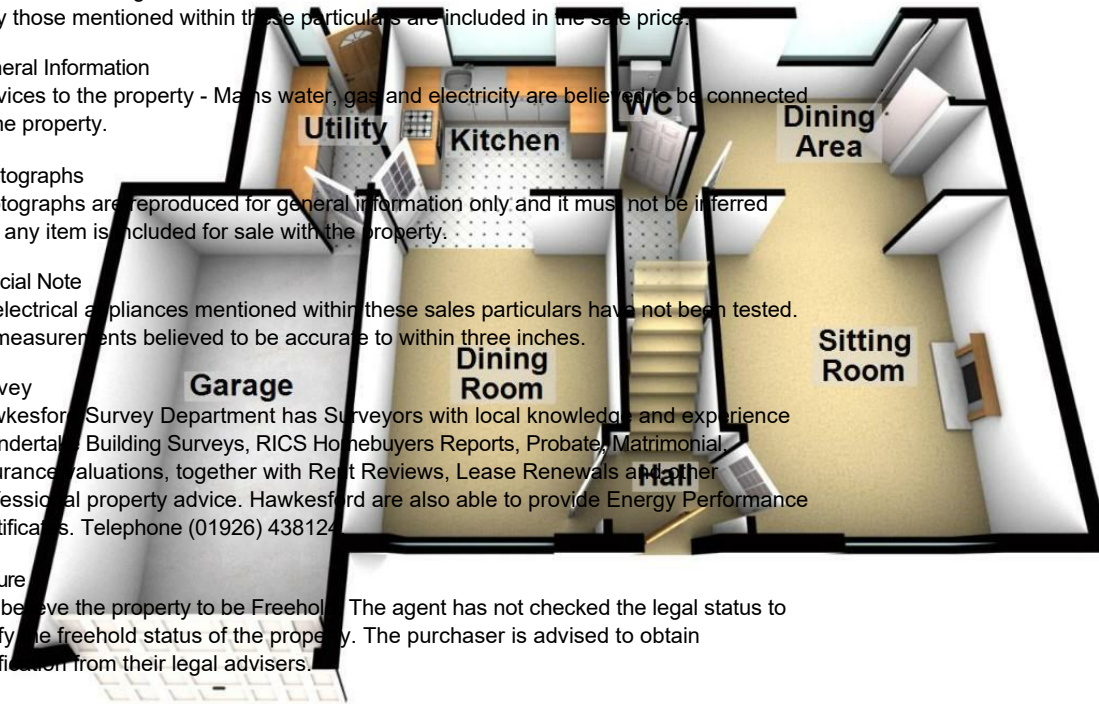 y those mentioned within these particulars are included in the sale price.
neral Information
vices to the property - Mains water, gas and electricity are believed to be connected
he property.
tographs
otographs are reproduced for general information only and it must not be inferred
any item is included for sale with the property.
cial Note
electrical appliances mentioned within these sales particulars have not been tested.
measurements believed to be accurate to within three inches.
vey
wkesford Survey Department has Surveyors with local knowledge and experience
undertake Building Surveys, RICS Homebuyers Reports, Probate, Matrimonial,
urance Valuations, together with Rent Reviews, Lease Renewals and other
fessional property advice. Hawkesford are also able to provide Energy Performance
tificates. Telephone (01926) 438124
ure
believe the property to be Freehold. The agent has not checked the legal status to
fy the freehold status of the property. The purchaser is advised to obtain
fication from their legal advisers.
Utility
Kitchen
WC
Dining
Area
Garage
Dining
Room
Hall
Sitting
Room